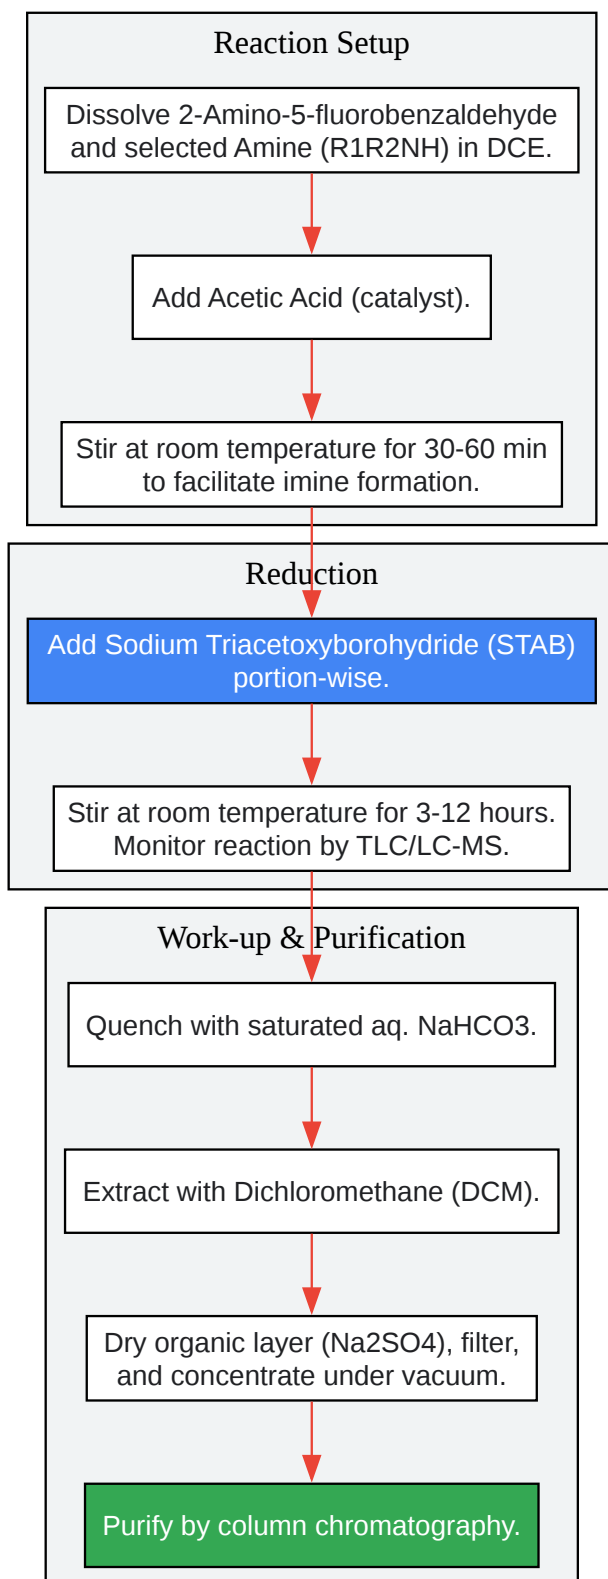 Reaction Setup
Dissolve 2-Amino-5-fluorobenzaldehyde
and selected Amine (R1R2NH) in DCE.
Add Acetic Acid (catalyst).
Stir at room temperature for 30-60 min
to facilitate imine formation.
Reduction
Add Sodium Triacetoxyborohydride (STAB)
portion-wise.
Stir at room temperature for 3-12 hours.
Monitor reaction by TLC/LC-MS.
Work-up & Purification
Quench with saturated aq. NaHCO3.
Extract with Dichloromethane (DCM).
Dry organic layer (Na2SO4), filter,
and concentrate under vacuum.
Purify by column chromatography.